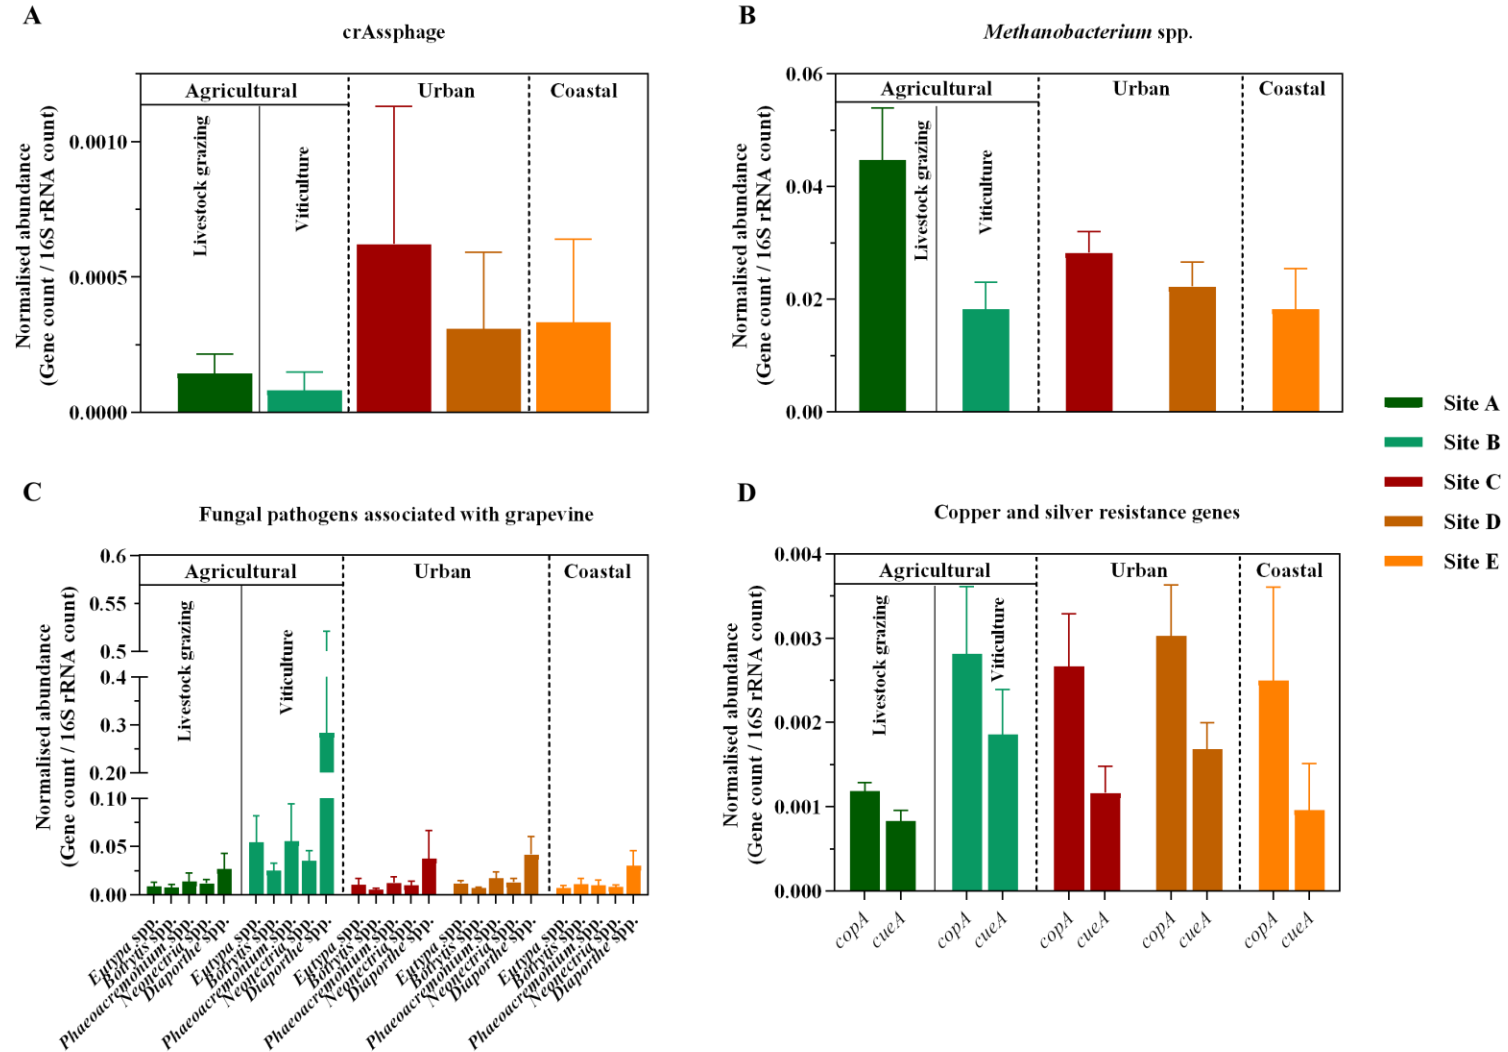 A
crAssphage
Normalised abundance
(Gene count / 16S rRNA count)
0.0010
0.0005
0.0000
Agricultural
Urban
Coastal
Livestock grazing
Viticulture
B
Methanobacterium spp.
Normalised abundance
(Gene count / 16S rRNA count)
0.06
0.04
0.02
0.00
Agricultural
Urban
Coastal
Livestock grazing
Viticulture
Site A
Site B
Site C
Site D
Site E
C
Fungal pathogens associated with grapevine
Normalised abundance
(Gene count / 16S rRNA count)
0.6
0.55
0.5
0.4
0.3
0.20
0.10
0.05
0.00
Agricultural
Urban
Coastal
Livestock grazing
Viticulture
Eutypa spp.
Botrytis spp.
Phaeoacremonium spp.
Neonectria spp.
Diaporthe spp.
Eutypa spp.
Botrytis spp.
Phaeoacremonium spp.
Neonectria spp.
Diaporthe spp.
Eutypa spp.
Botrytis spp.
Phaeoacremonium spp.
Neonectria spp.
Diaporthe spp.
Eutypa spp.
Botrytis spp.
Phaeoacremonium spp.
Neonectria spp.
Diaporthe spp.
Eutypa spp.
Botrytis spp.
Phaeoacremonium spp.
Neonectria spp.
Diaporthe spp.
D
Copper and silver resistance genes
Normalised abundance
(Gene count / 16S rRNA count)
0.004
0.003
0.002
0.001
0.000
Agricultural
Urban
Coastal
Livestock grazing
Viticulture
copA
cueA
copA
cueA
copA
cueA
copA
cueA
copA
cueA